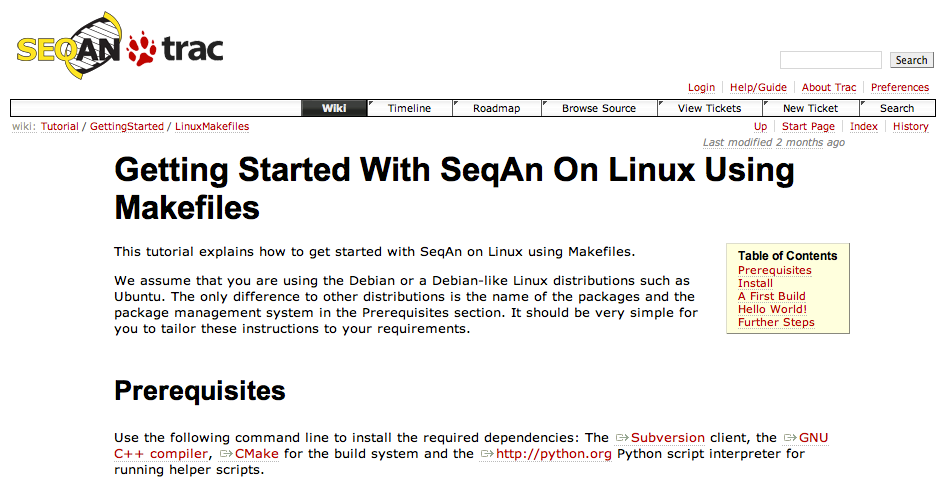 SEQAN trac
Search
Login Help/Guide About Trac Preferences
Wiki Timeline Roadmap Browse Source View Tickets New Ticket Search
wiki: Tutorial / GettingStarted / LinuxMakefiles
Up Start Page Index History
Last modified 2 months ago
Getting Started With SeqAn On Linux Using
Makefiles
This tutorial explains how to get started with SeqAn on Linux using Makefiles.
We assume that you are using the Debian or a Debian-like Linux distributions such as
Ubuntu. The only difference to other distributions is the name of the packages and the
package management system in the Prerequisites section. It should be very simple for
you to tailor these instructions to your requirements.
Table of Contents
Prerequisites
Install
A First Build
Hello World!
Further Steps
Prerequisites
Use the following command line to install the required dependencies: The Subversion client, the GNU
C++ compiler, CMake for the build system and the http://python.org Python script interpreter for
running helper scripts.